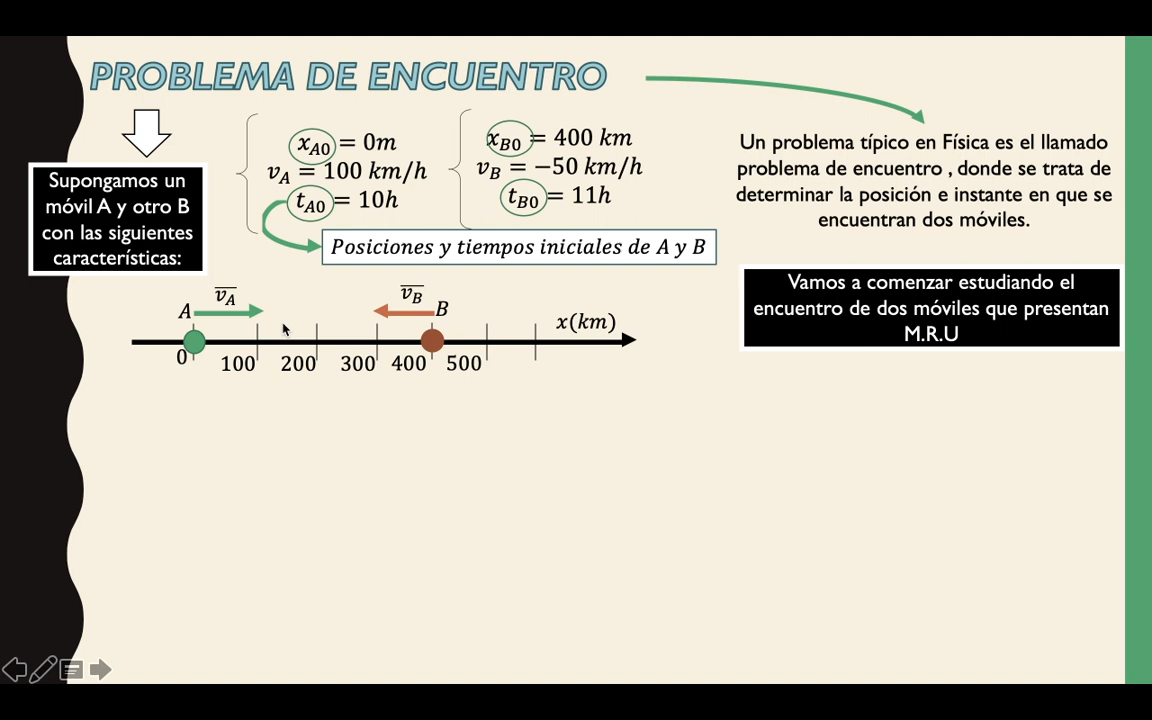 PROBLEMA DE ENCUENTRO
Supongamos un
móvil A y otro B
con las siguientes
características:
x_{A0} = 0m
v_A = 100 km/h
t_{A0} = 10h
x_{B0} = 400 km
v_B = −50 km/h
t_{B0} = 11h
Posiciones y tiempos iniciales de A y B
Un problema típico en Física es el llamado
problema de encuentro , donde se trata de
determinar la posición e instante en que se
encuentran dos móviles.
Vamos a comenzar estudiando el
encuentro de dos móviles que presentan
M.R.U
A v_A v_B B x(km)
0 100 200 300 400 500